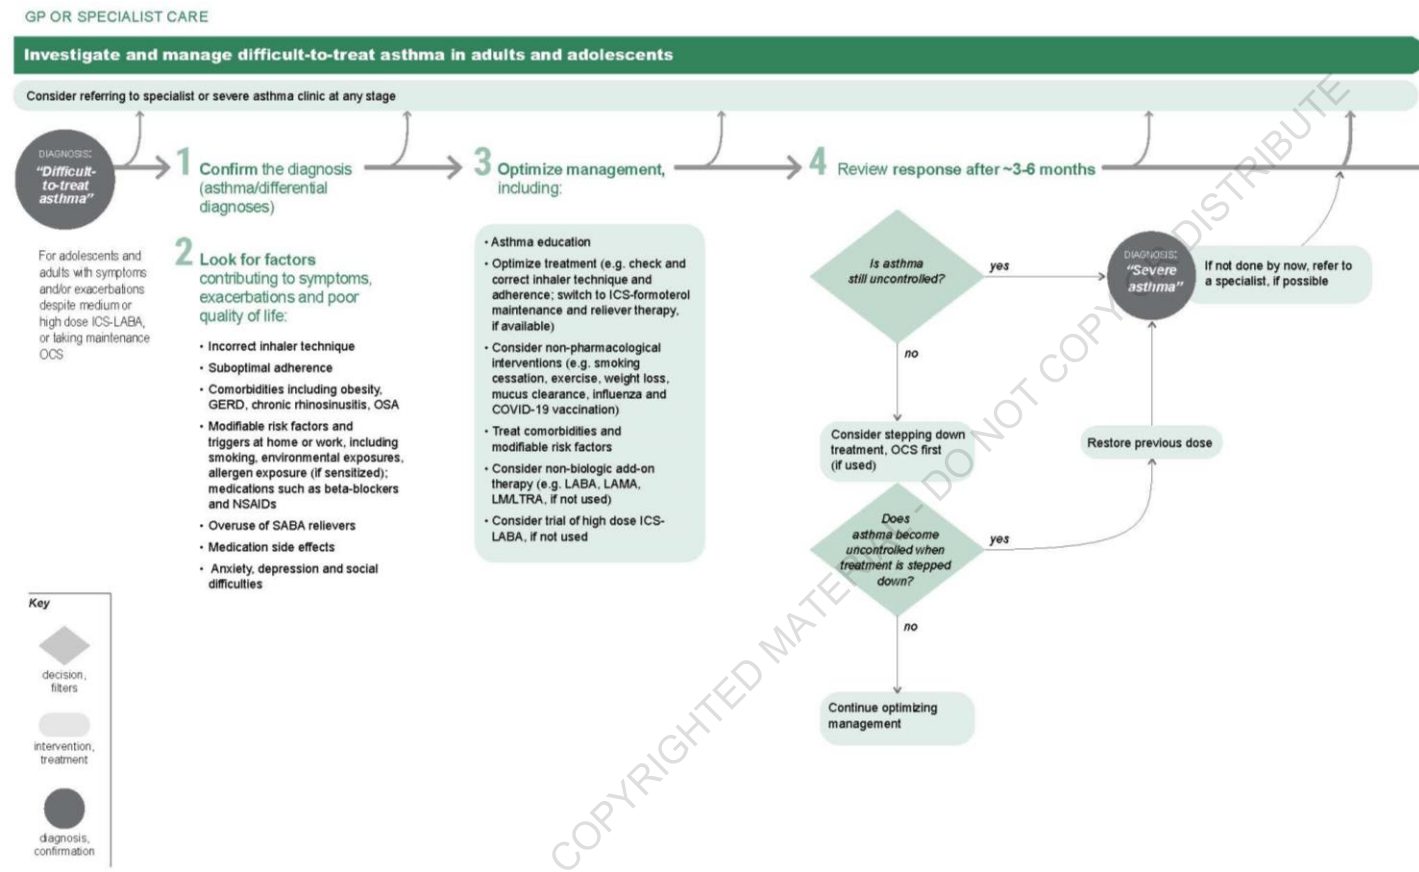 GP OR SPECIALIST CARE
Investigate and manage difficult-to-treat asthma in adults and adolescents
Consider referring to specialist or severe asthma clinic at any stage
DIAGNOSIS:
"Difficult-
to-treat
asthma"
For adolescents and
adults with symptoms
and/or exacerbations
despite medium or
high dose ICS-LABA,
or taking maintenance
OCS
1 Confirm the diagnosis
(asthma/differential
diagnoses)
2 Look for factors
contributing to symptoms,
exacerbations and poor
quality of life:
• Incorrect inhaler technique
• Suboptimal adherence
• Comorbidities including obesity,
GERD, chronic rhinosinusitis, OSA
• Modifiable risk factors and
triggers at home or work, including
smoking, environmental exposures,
allergen exposure (if sensitized);
medications such as beta-blockers
and NSAIDs
• Overuse of SABA relievers
• Medication side effects
• Anxiety, depression and social
difficulties
3 Optimize management,
including:
• Asthma education
• Optimize treatment (e.g. check and
correct inhaler technique and
adherence; switch to ICS-formoterol
maintenance and reliever therapy,
if available)
• Consider non-pharmacological
interventions (e.g. smoking
cessation, exercise, weight loss,
mucus clearance, influenza and
COVID-19 vaccination)
• Treat comorbidities and
modifiable risk factors
• Consider non-biologic add-on
therapy (e.g. LABA, LAMA,
LM/LTRA, if not used)
• Consider trial of high dose ICS-
LABA, if not used
4 Review response after ~3-6 months
Is asthma
still uncontrolled?
yes
DIAGNOSIS:
"Severe
asthma"
If not done by now, refer to
a specialist, if possible
no
Consider stepping down
treatment, OCS first
(if used)
Restore previous dose
Does
asthma become
uncontrolled when
treatment is stepped
down?
yes
no
Continue optimizing
management
Key
decision,
filters
intervention,
treatment
diagnosis,
confirmation
COPYRIGHTED MATERIAL - DO NOT COPY OR DISTRIBUTE